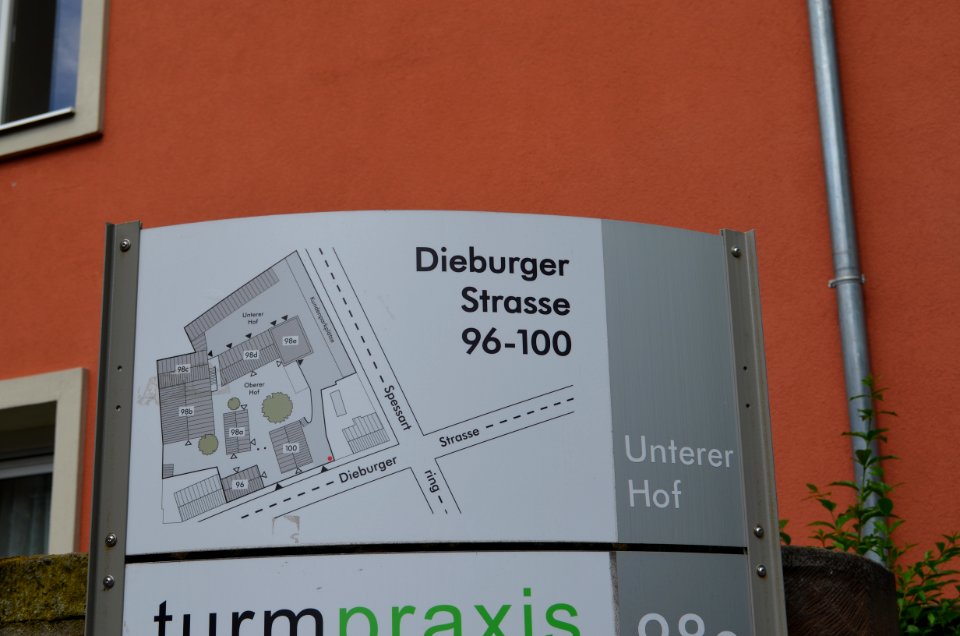 Dieburger
Strasse
96-100
Kundenparkplätze
Unterer
Hof
98e
98d
98c
Oberer
Hof
98b
98a
100
96
Spessart
ring
Dieburger Strasse
Unterer
Hof
turmpraxis